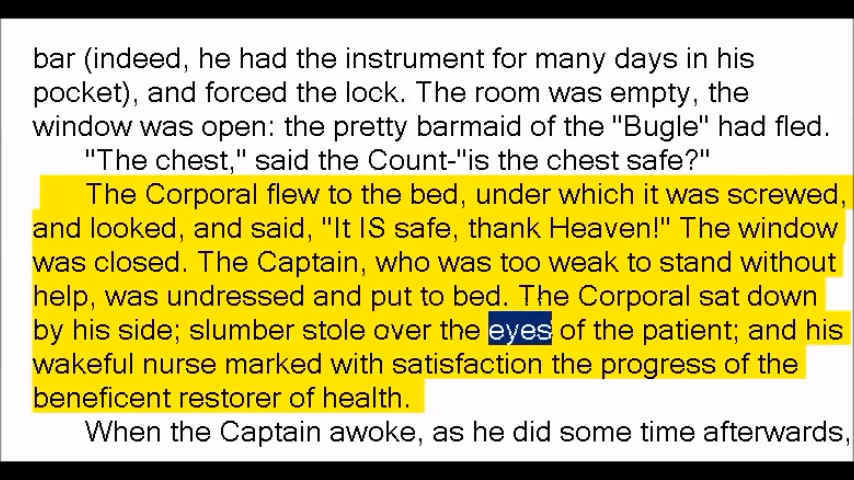 bar (indeed, he had the instrument for many days in his
pocket), and forced the lock. The room was empty, the
window was open: the pretty barmaid of the "Bugle" had fled.
"The chest," said the Count-"is the chest safe?"
The Corporal flew to the bed, under which it was screwed,
and looked, and said, "It IS safe, thank Heaven!" The window
was closed. The Captain, who was too weak to stand without
help, was undressed and put to bed. The Corporal sat down
by his side; slumber stole over the eyes of the patient; and his
wakeful nurse marked with satisfaction the progress of the
beneficent restorer of health.
When the Captain awoke, as he did some time afterwards,